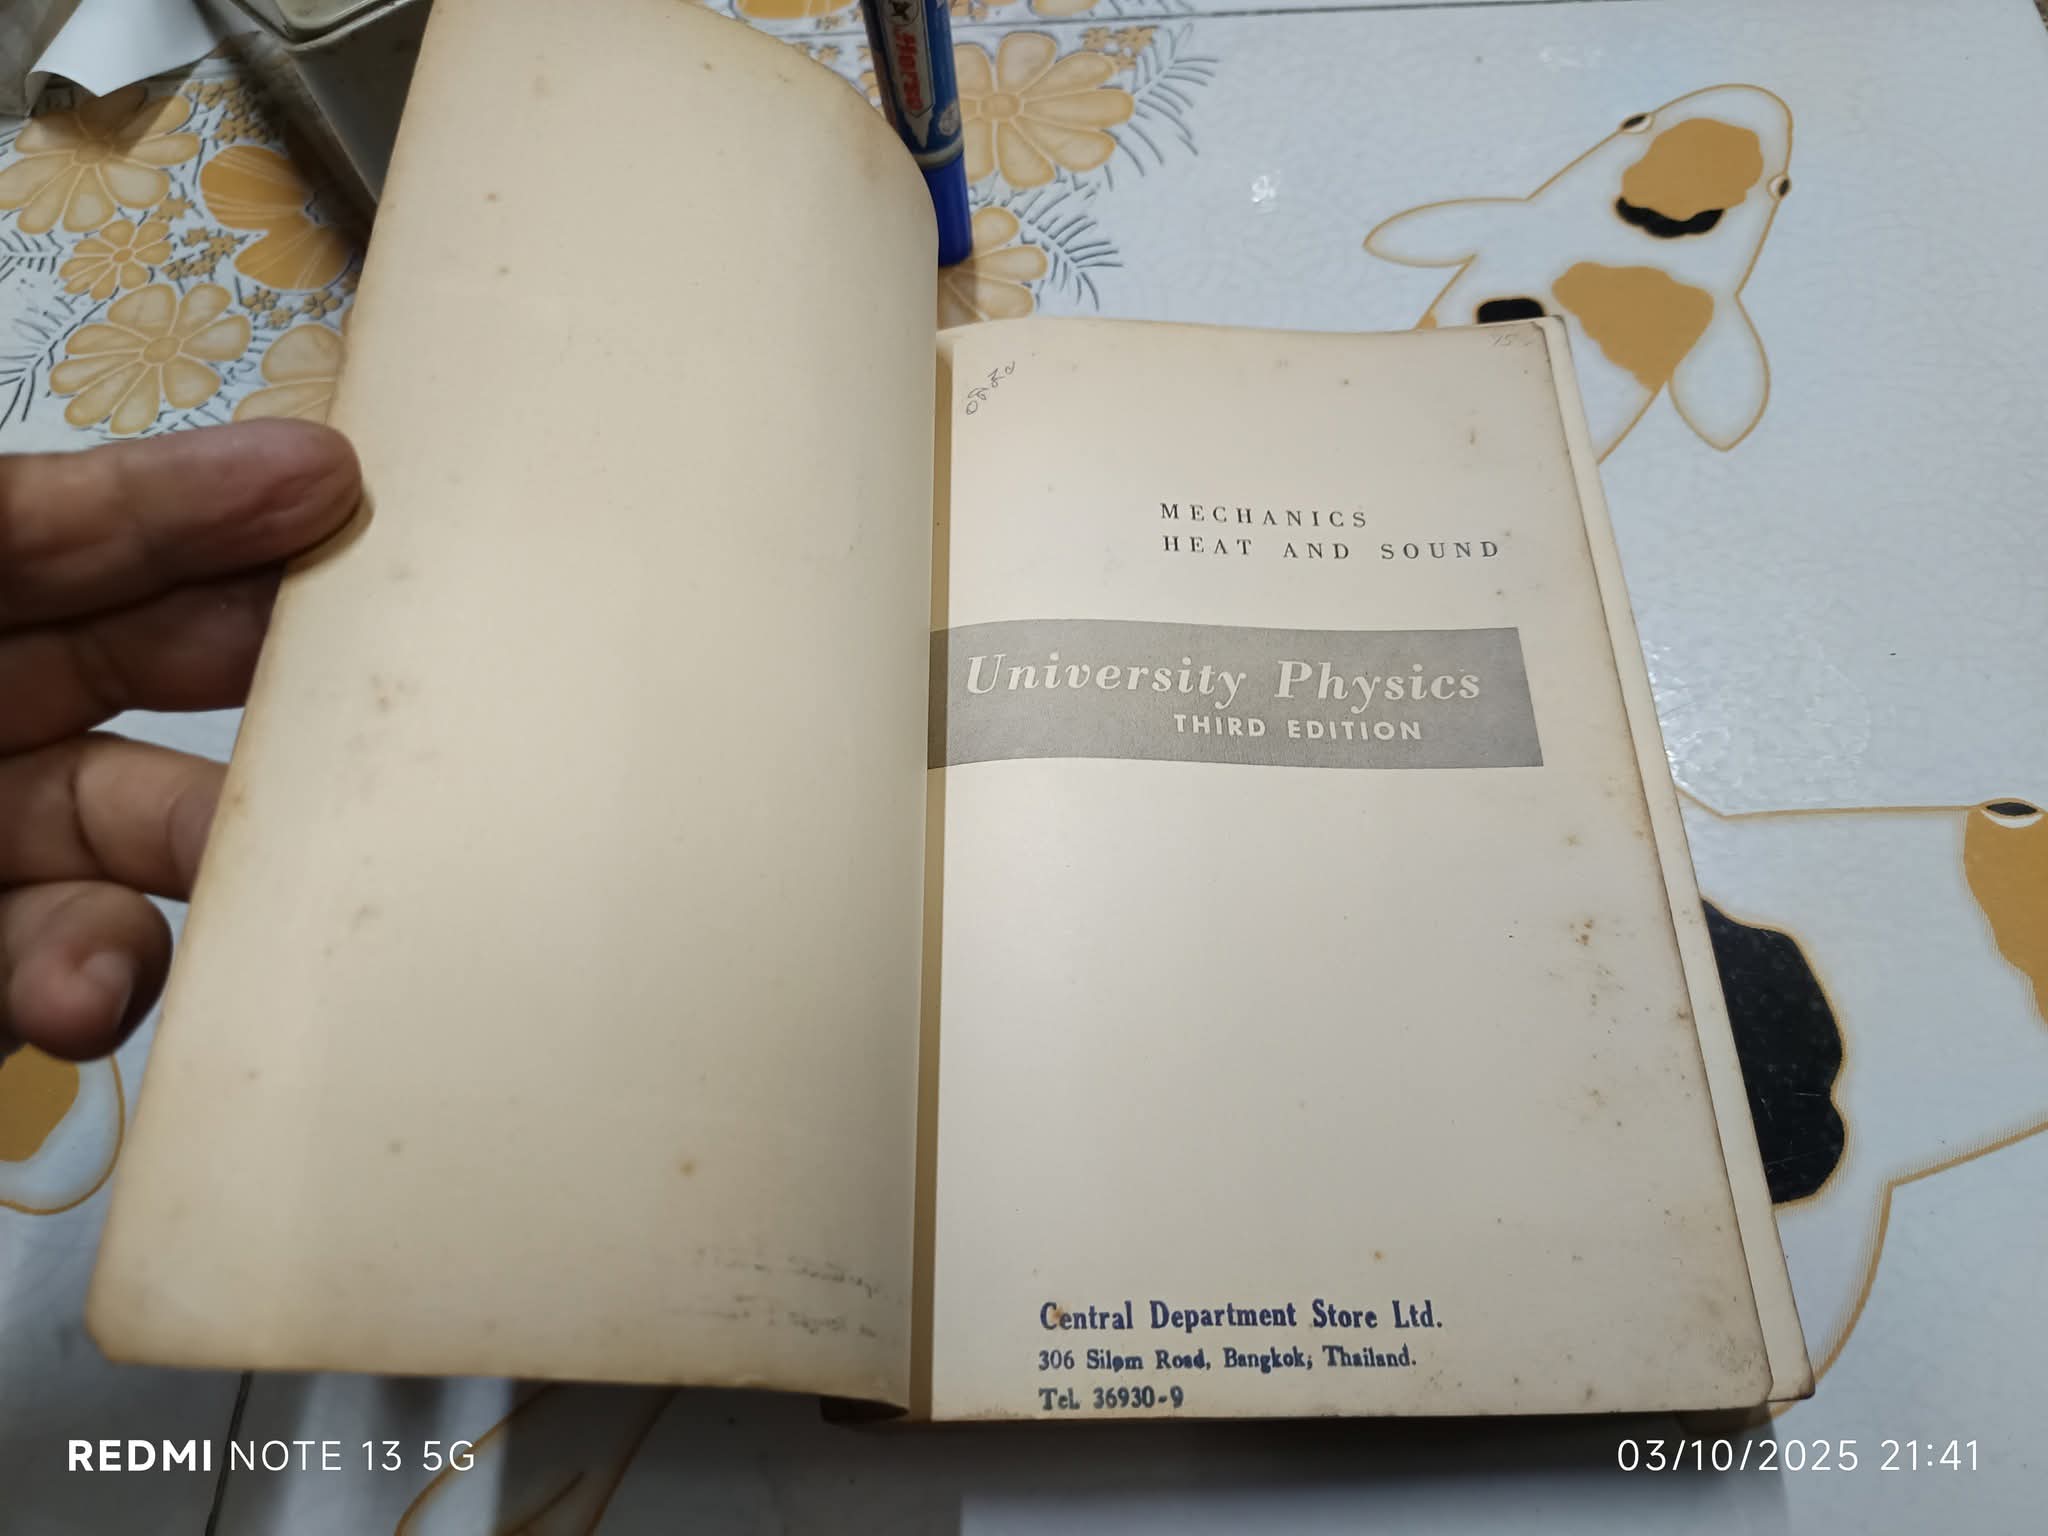 Horse
MECHANICS
HEAT AND SOUND
University Physics
THIRD EDITION
Central Department Store Ltd.
306 Silom Road, Bangkok, Thailand.
Tel. 36930-9
REDMI NOTE 13 5G
03/10/2025 21:41